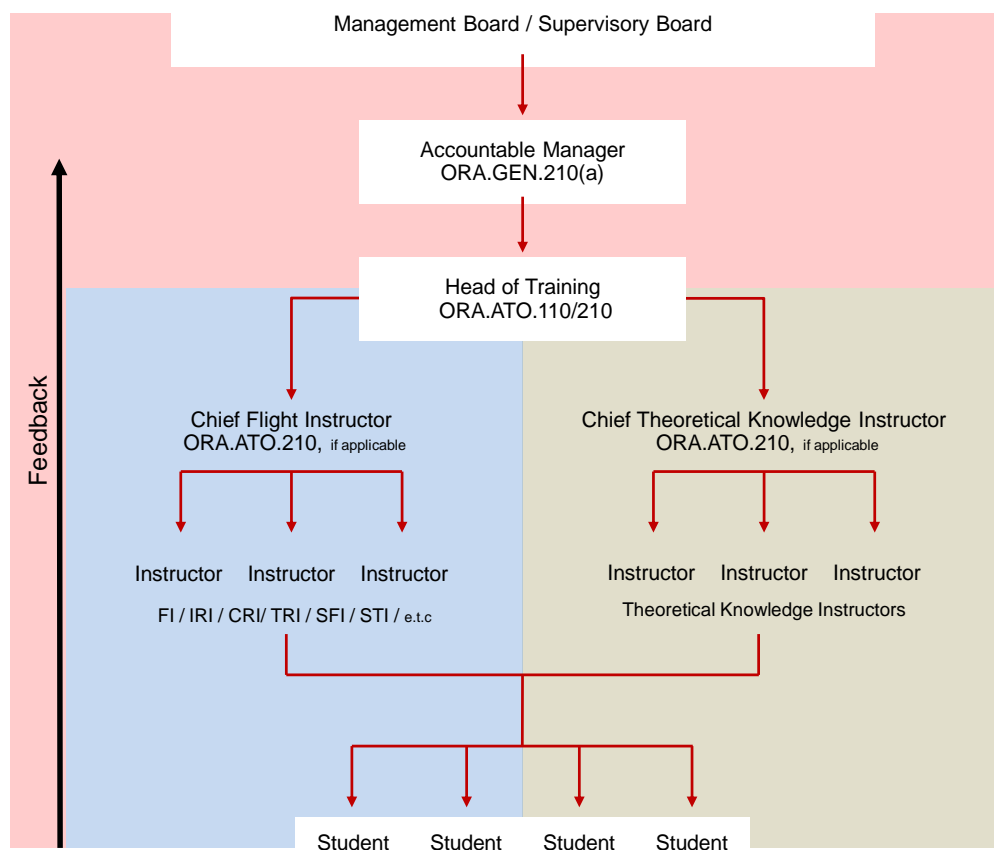 Management Board / Supervisory Board
Accountable Manager
ORA.GEN.210(a)
Head of Training
ORA.ATO.110/210
Feedback
Chief Flight Instructor
ORA.ATO.210, if applicable
Chief Theoretical Knowledge Instructor
ORA.ATO.210, if applicable
Instructor Instructor Instructor
FI / IRI / CRI/ TRI / SFI / STI / e.t.c
Instructor Instructor Instructor
Theoretical Knowledge Instructors
Student Student Student Student